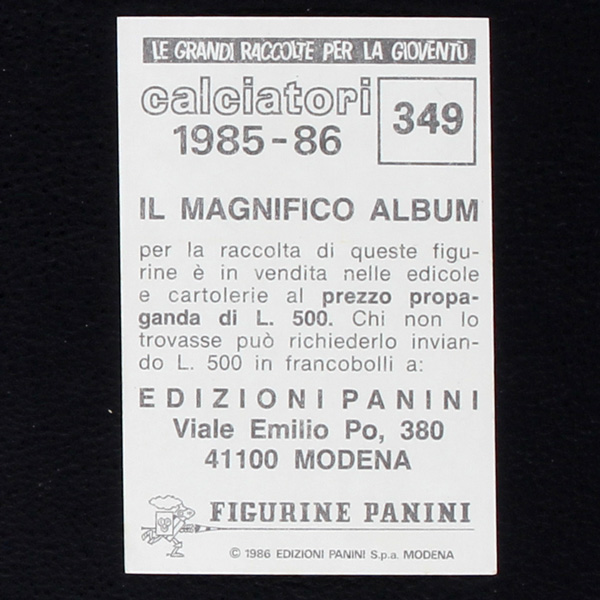 LE GRANDI RACCOLTE PER LA GIOVENTÙ
calciatori
1985-86
349
IL MAGNIFICO ALBUM
per la raccolta di queste figu-
rine è in vendita nelle edicole
e cartolerie al prezzo propa-
ganda di L. 500. Chi non lo
trovasse può richiederlo invian-
do L. 500 in francobolli a:
EDIZIONI PANINI
Viale Emilio Po, 380
41100 MODENA
FIGURINE PANINI
© 1986 EDIZIONI PANINI S.p.a. MODENA